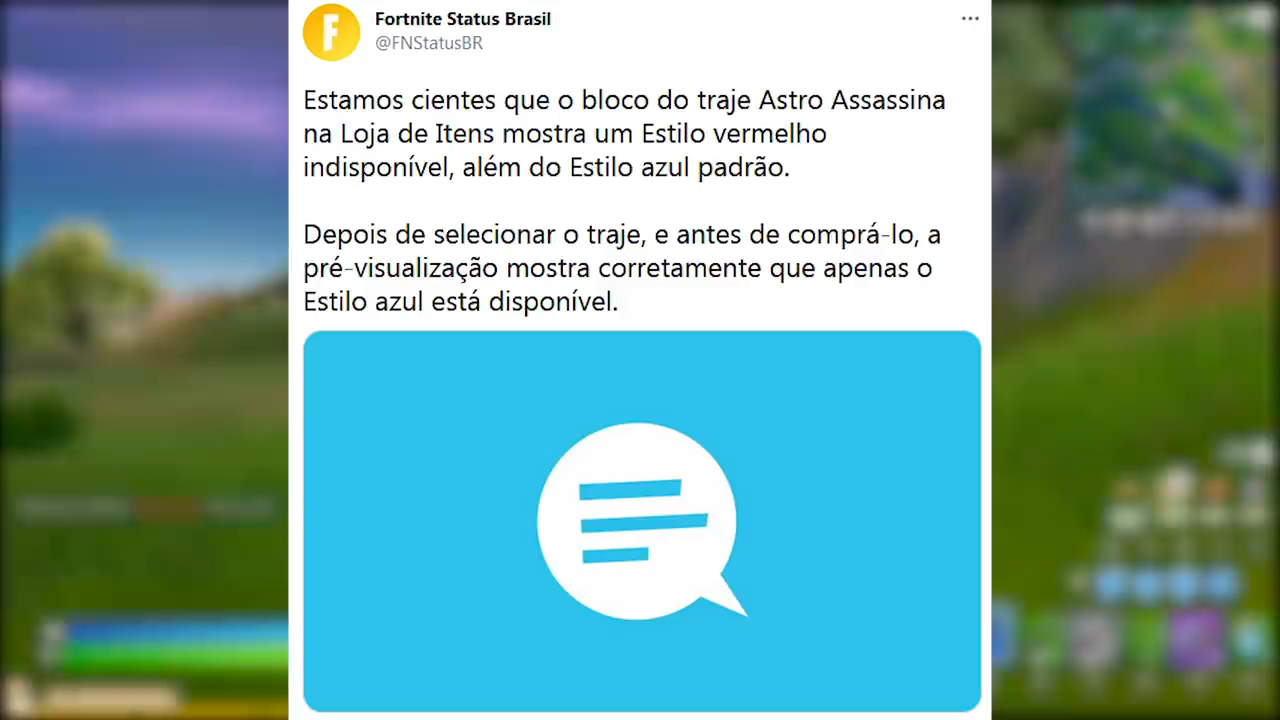 Fortnite Status Brasil
@FNStatusBR
Estamos cientes que o bloco do traje Astro Assassina
na Loja de Itens mostra um Estilo vermelho
indisponível, além do Estilo azul padrão.
Depois de selecionar o traje, e antes de comprá-lo, a
pré-visualização mostra corretamente que apenas o
Estilo azul está disponível.